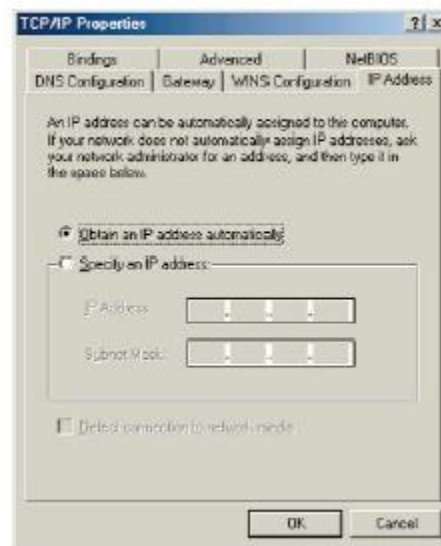 TCP/IP Properties
? x
Bindings Advanced NetBIOS
DNS Configuration Gateway WINS Configuration IP Address
An IP address can be automatically assigned to this computer.
If your network does not automatically assign IP addresses, ask
your network administrator for an address, and then type it in
the space below.
Obtain an IP address automatically
Specify an IP address:
IP Address:
Subnet Mask:
Detect connection to network media
OK Cancel